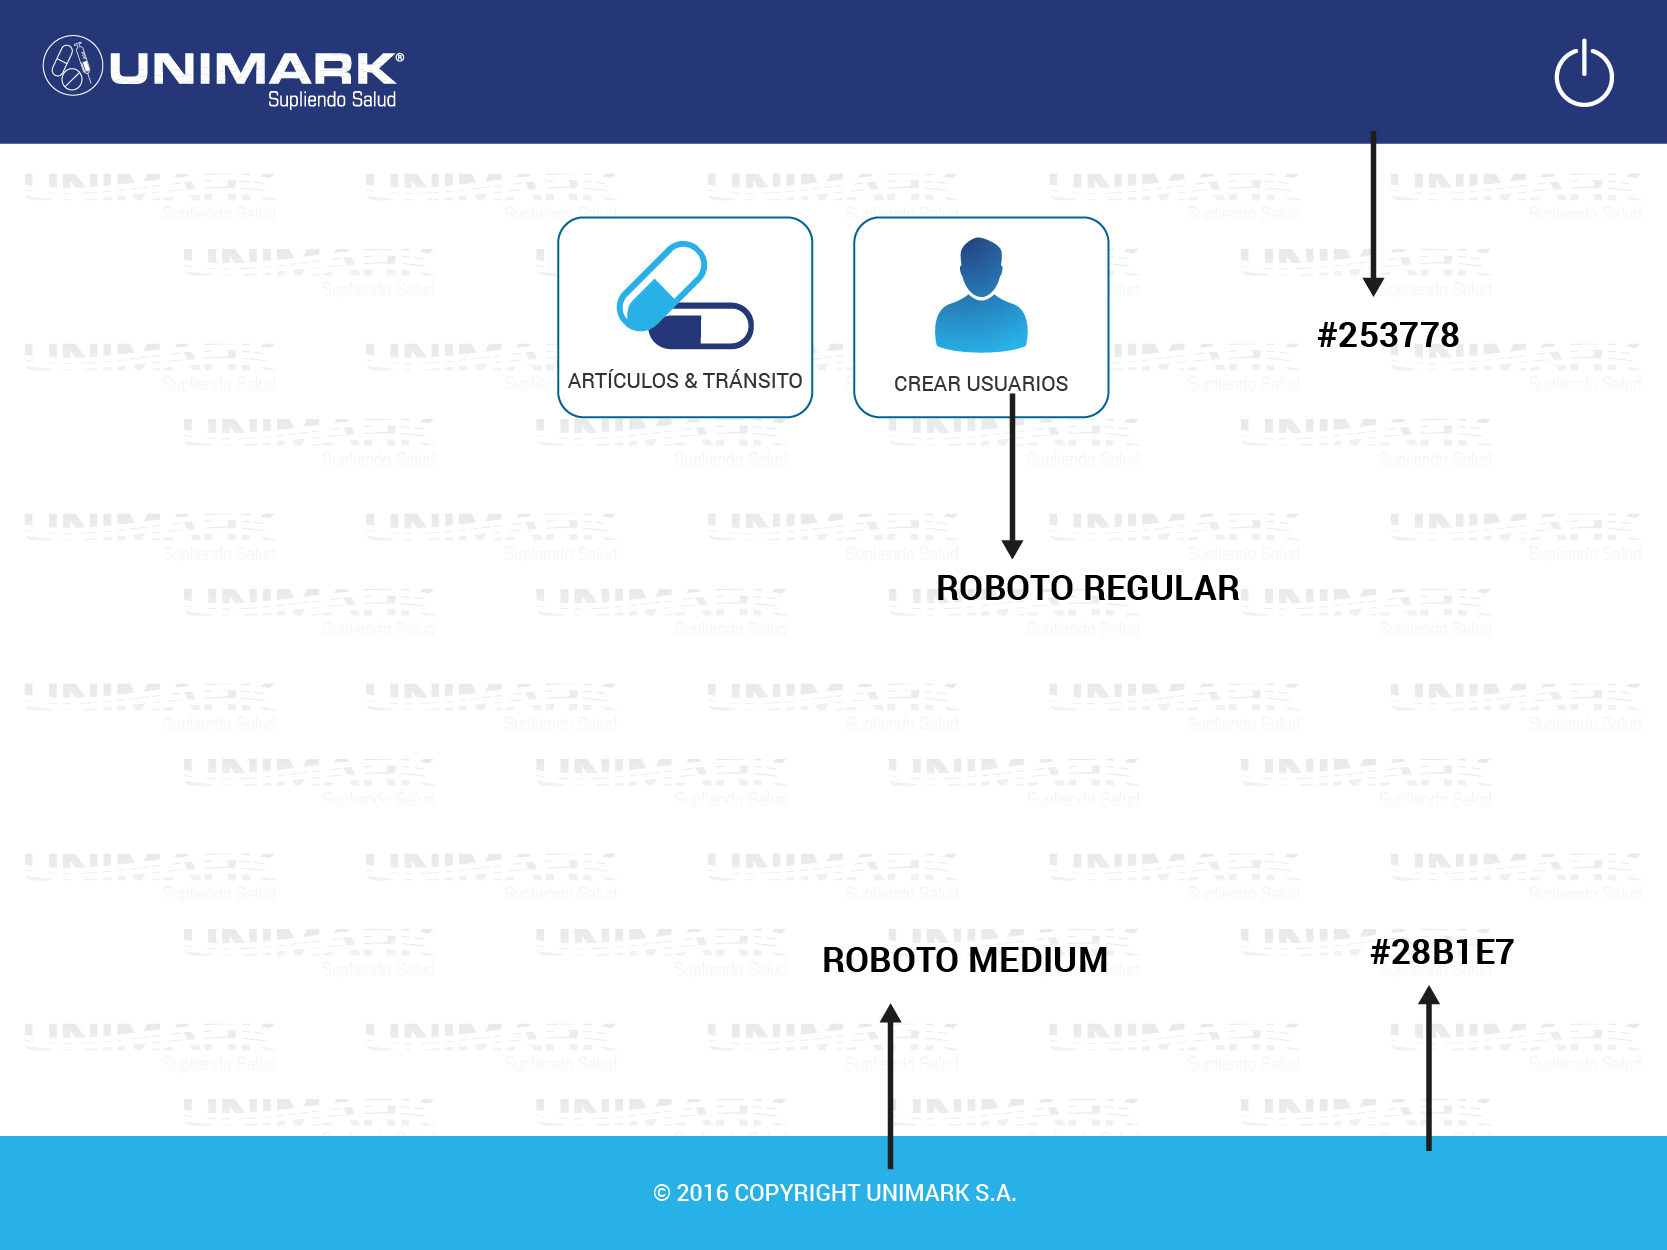 UNIMARK®
Supliendo Salud
ARTÍCULOS & TRÁNSITO
CREAR USUARIOS
#253778
ROBOTO REGULAR
ROBOTO MEDIUM
#28B1E7
© 2016 COPYRIGHT UNIMARK S.A.